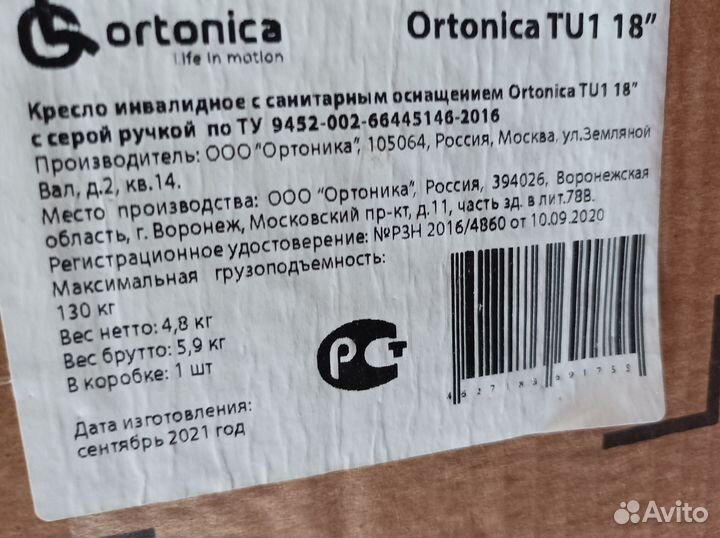 ortonica
Life in motion
Ortonica TU1 18”
Кресло инвалидное с санитарным оснащением Ortonica TU1 18”
с серой ручкой по ТУ 9452-002-66445146-2016
Производитель: ООО “Ортоника”, 105064, Россия, Москва, ул.Земляной
Вал, д.2, кв.14.
Место производства: ООО “Ортоника”, Россия, 394026, Воронежская
область, г. Воронеж, Московский пр-кт, д.11, часть зд. в лит.78В.
Регистрационное удостоверение: №РЗН 2016/4860 от 10.09.2020
Максимальная грузоподъемность:
130 кг
Вес нетто: 4,8 кг
Вес брутто: 5,9 кг
В коробке: 1 шт
РСТ
Дата изготовления:
сентябрь 2021 год
Avito